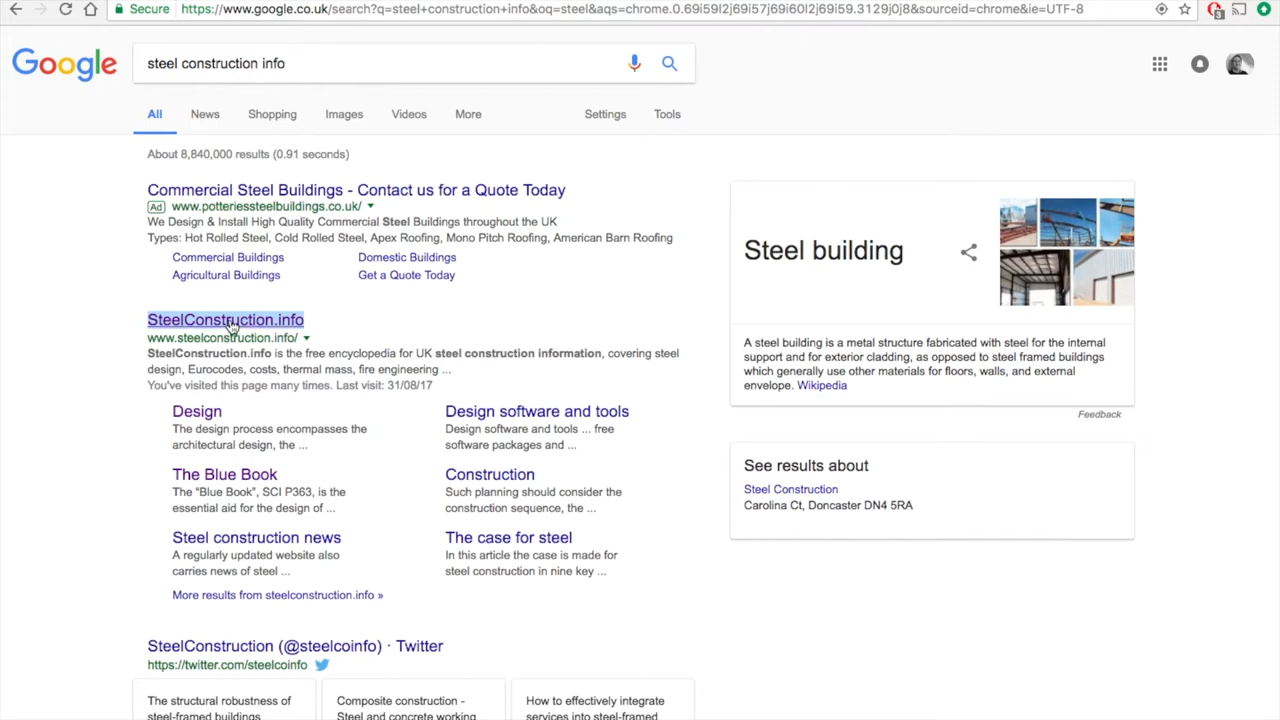 Secure https://www.google.co.uk/search?q=steel+construction+info&oq=steel&aqs=chrome.0.69i59l2j69i57j69i60l2j69i59.3129j0j8&sourceid=chrome&ie=UTF-8
3
Google
steel construction info
All News Shopping Images Videos More Settings Tools
About 8,840,000 results (0.91 seconds)
Commercial Steel Buildings - Contact us for a Quote Today
Ad www.potteriessteelbuildings.co.uk/
We Design & Install High Quality Commercial Steel Buildings throughout the UK
Types: Hot Rolled Steel, Cold Rolled Steel, Apex Roofing, Mono Pitch Roofing, American Barn Roofing
Commercial Buildings Domestic Buildings
Agricultural Buildings Get a Quote Today
SteelConstruction.info
www.steelconstruction.info/
SteelConstruction.info is the free encyclopedia for UK steel construction information, covering steel
design, Eurocodes, costs, thermal mass, fire engineering ...
You've visited this page many times. Last visit: 31/08/17
Design
The design process encompasses the
architectural design, the ...
Design software and tools
Design software and tools ... free
software packages and ...
The Blue Book
The “Blue Book”, SCI P363, is the
essential aid for the design of ...
Construction
Such planning should consider the
construction sequence, the ...
Steel construction news
A regularly updated website also
carries news of steel ...
The case for steel
In this article the case is made for
steel construction in nine key ...
More results from steelconstruction.info »
SteelConstruction (@steelcoinfo) · Twitter
https://twitter.com/steelcoinfo
The structural robustness of
steel-framed buildings
Composite construction -
Steel and concrete working
How to effectively integrate
services into steel-framed
Steel building
A steel building is a metal structure fabricated with steel for the internal
support and for exterior cladding, as opposed to steel framed buildings
which generally use other materials for floors, walls, and external
envelope. Wikipedia
Feedback
See results about
Steel Construction
Carolina Ct, Doncaster DN4 5RA